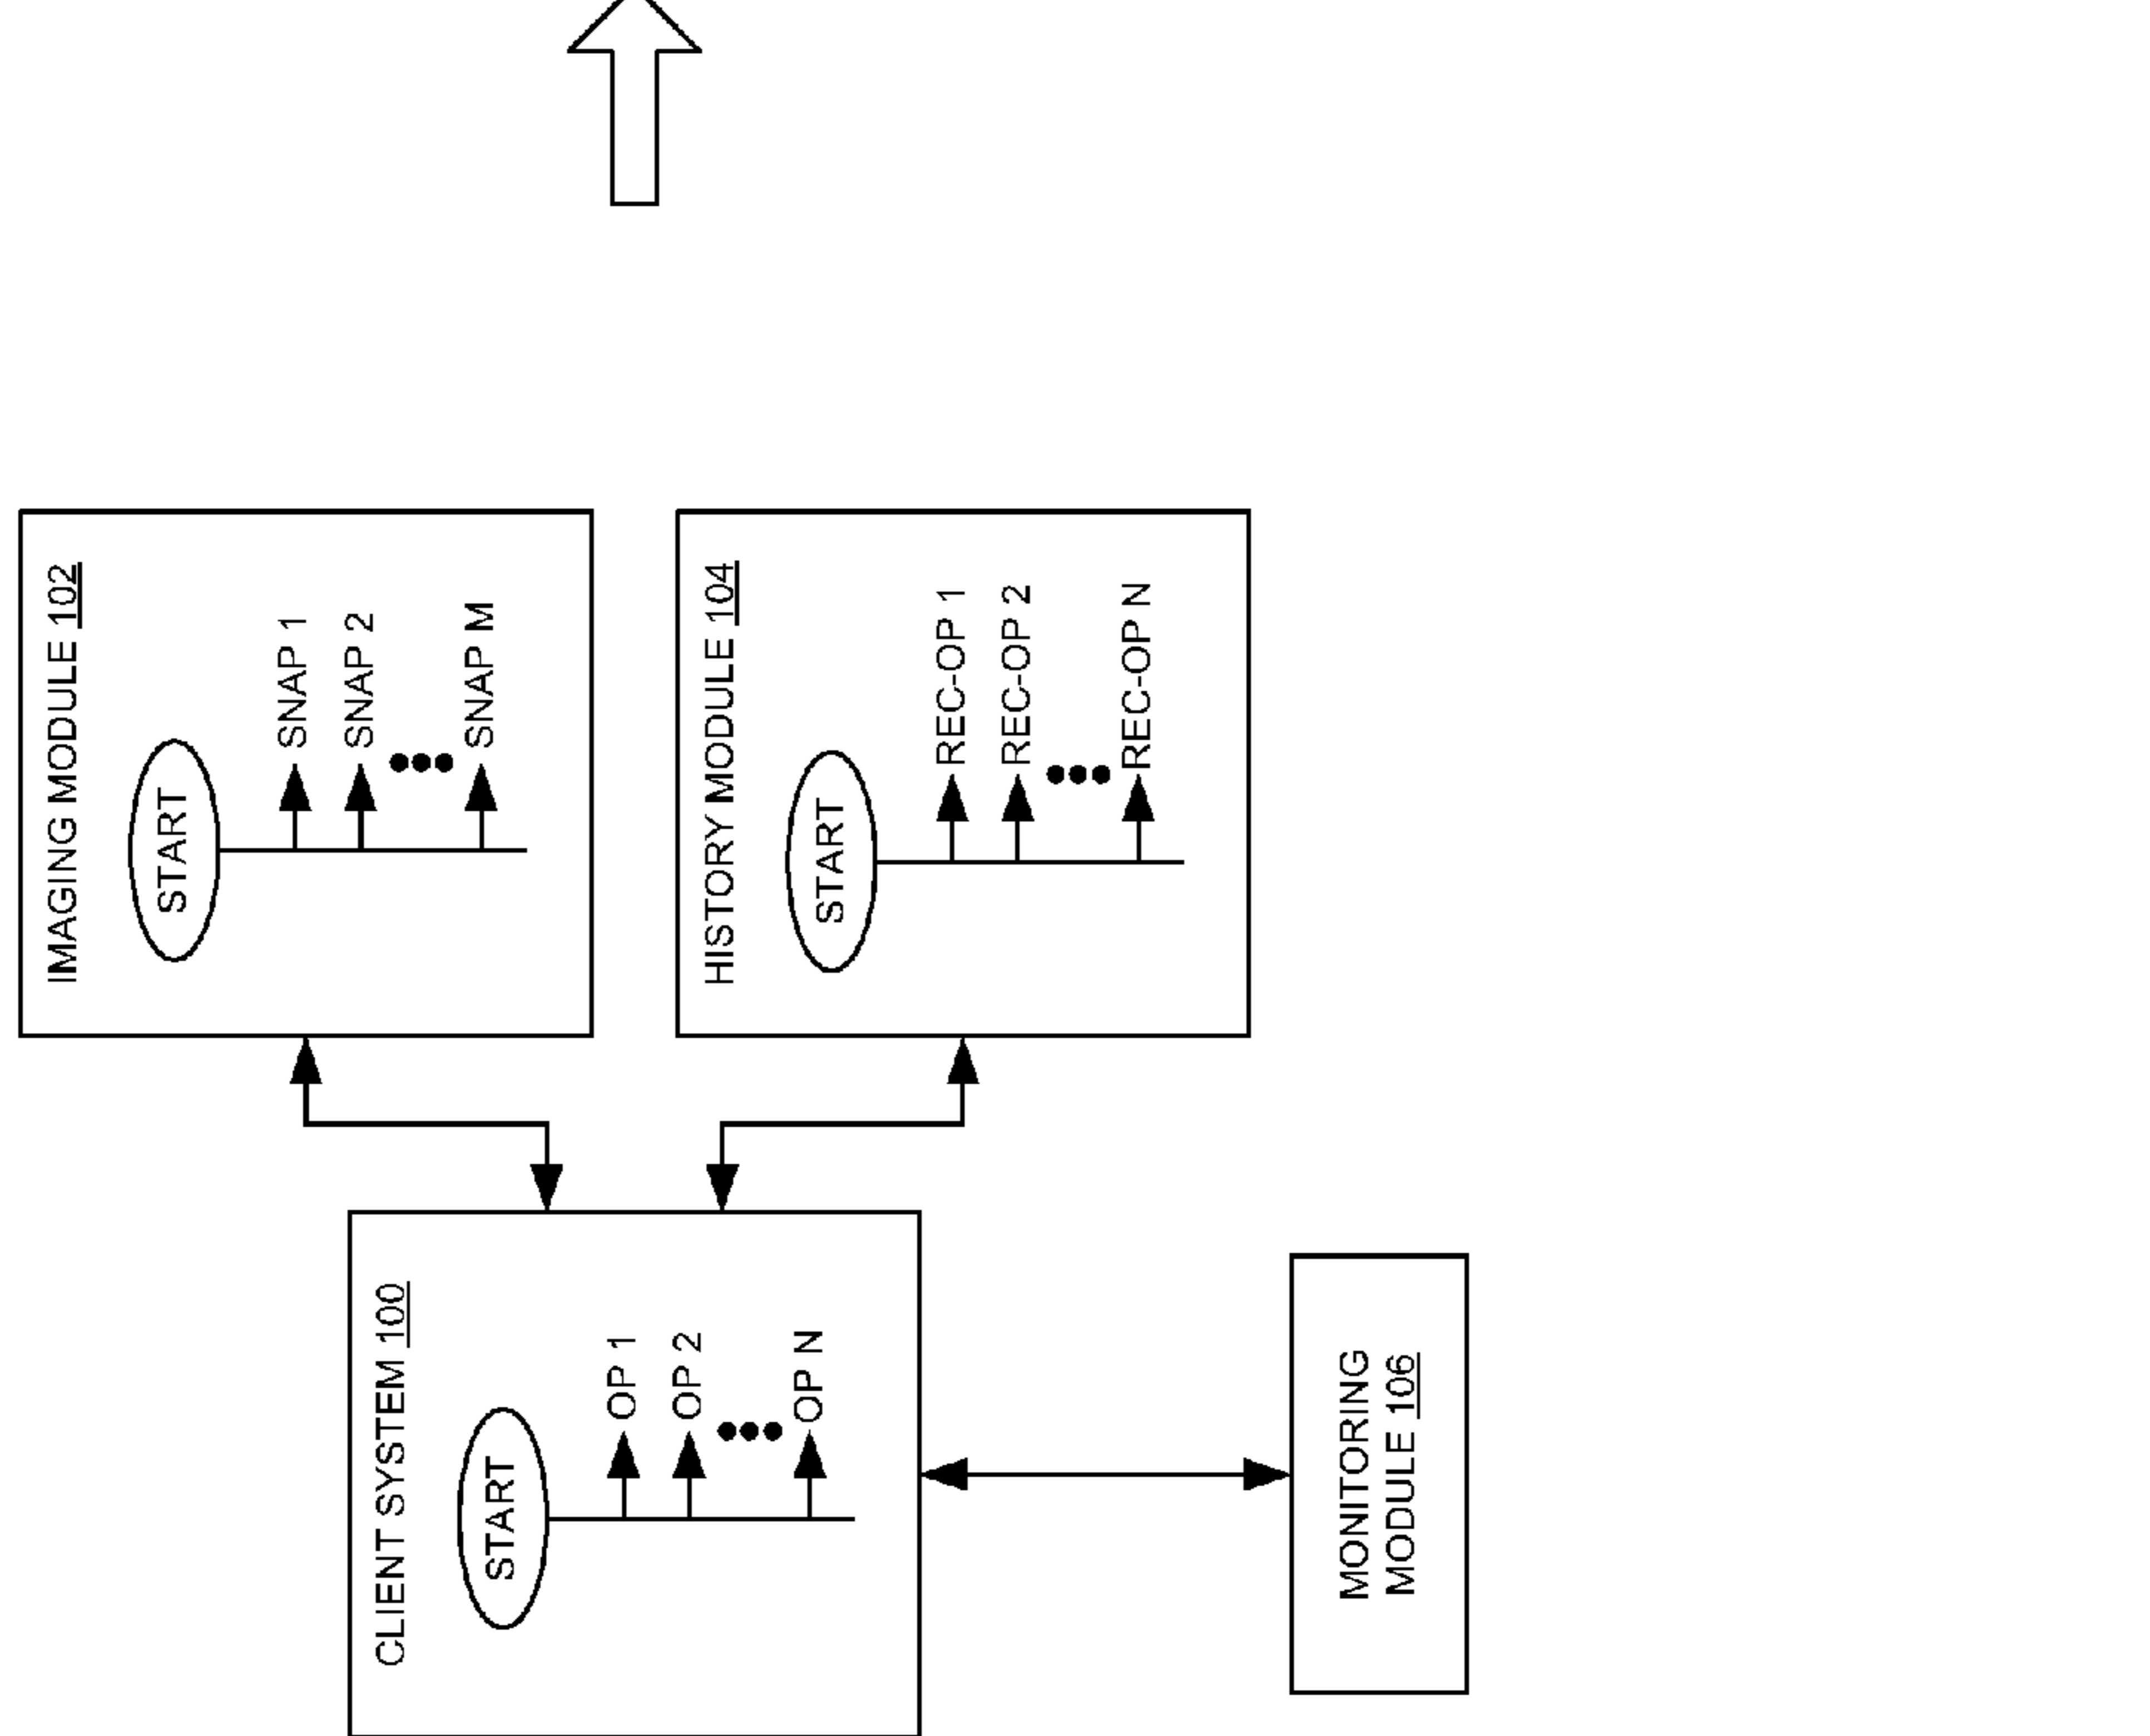 IMAGING MODULE 102
START
SNAP 1
SNAP 2
SNAP M
HISTORY MODULE 104
START
REC-OP 1
REC-OP 2
REC-OP N
CLIENT SYSTEM 100
START
OP 1
OP 2
OP N
MONITORING
MODULE 106